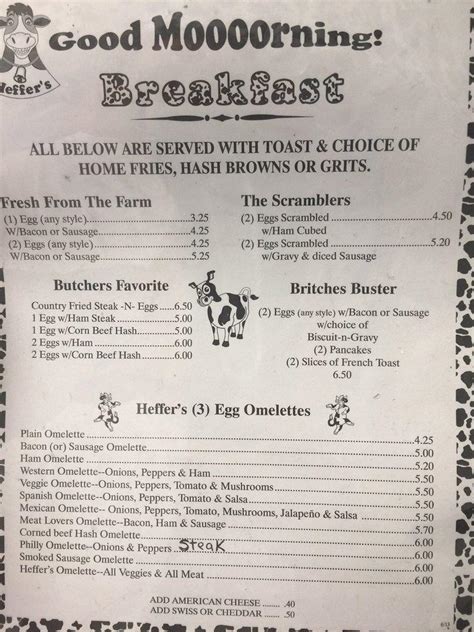 Heffer's
Good MOOOOrning!
Breakfast
ALL BELOW ARE SERVED WITH TOAST & CHOICE OF
HOME FRIES, HASH BROWNS OR GRITS.
Fresh From The Farm
(1) Egg (any style)...3.25
W/Bacon or Sausage...4.25
(2) Eggs (any style)...4.25
W/Bacon or Sausage...5.25
The Scramblers
(2) Eggs Scrambled...4.50
w/Ham Cubed
(2) Eggs Scrambled...5.20
w/Gravy & diced Sausage
Butchers Favorite
Country Fried Steak -N- Eggs......6.50
1 Egg w/Ham Steak...5.00
1 Egg w/Corn Beef Hash...5.00
2 Eggs w/Ham...6.00
2 Eggs w/Corn Beef Hash...6.00
Britches Buster
(2) Eggs (any style) w/Bacon or Sausage
w/choice of
Biscuit-n-Gravy
(2) Pancakes
(2) Slices of French Toast
6.50
Heffer's (3) Egg Omelettes
Plain Omelette...4.25
Bacon (or) Sausage Omelette...5.00
Ham Omelette...5.20
Western Omelette--Onions, Peppers & Ham
Veggie Omelette--Onions, Peppers, Tomato & Mushrooms...5.50
Spanish Omelette--Onions, Peppers, Tomato & Salsa...5.50
Mexican Omelette--Onions, Peppers, Tomato, Mushrooms, Jalapeño & Salsa...5.50
Meat Lovers Omelette--Bacon, Ham & Sausage
Corned beef Hash Omelette...6.00
Philly Omelette--Onions & Peppers Steak...6.00
Smoked Sausage Omelette...6.00
Heffer's Omelette--All Veggies & All Meat...6.00
ADD AMERICAN CHEESE ....... .40
ADD SWISS OR CHEDDAR ...... .50